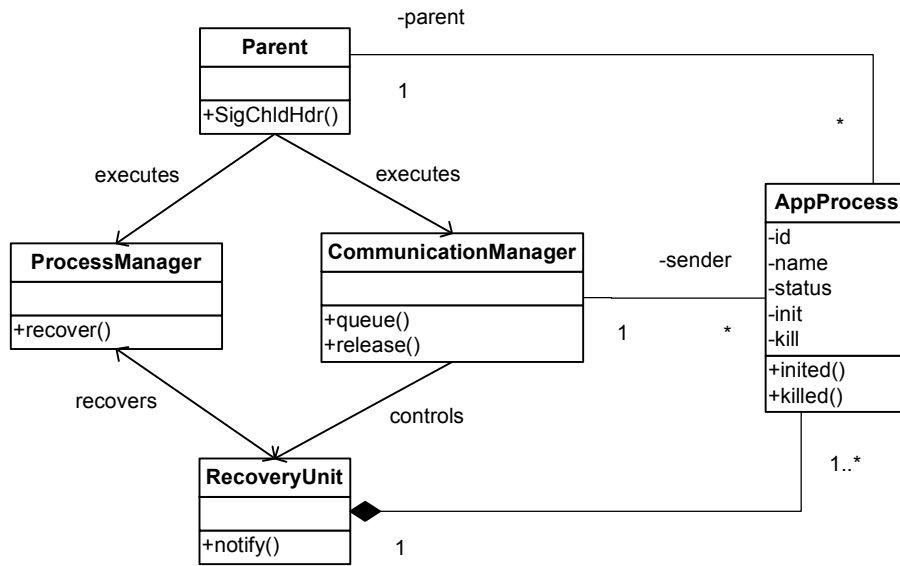 -parent
Parent
1
+SigChldHdr()
*
executes
executes
AppProcess
-id
-name
-status
-init
-kill
+inited()
+killed()
ProcessManager
+recover()
CommunicationManager
+queue()
+release()
-sender
1
*
recovers
controls
1..*
RecoveryUnit
+notify()
1